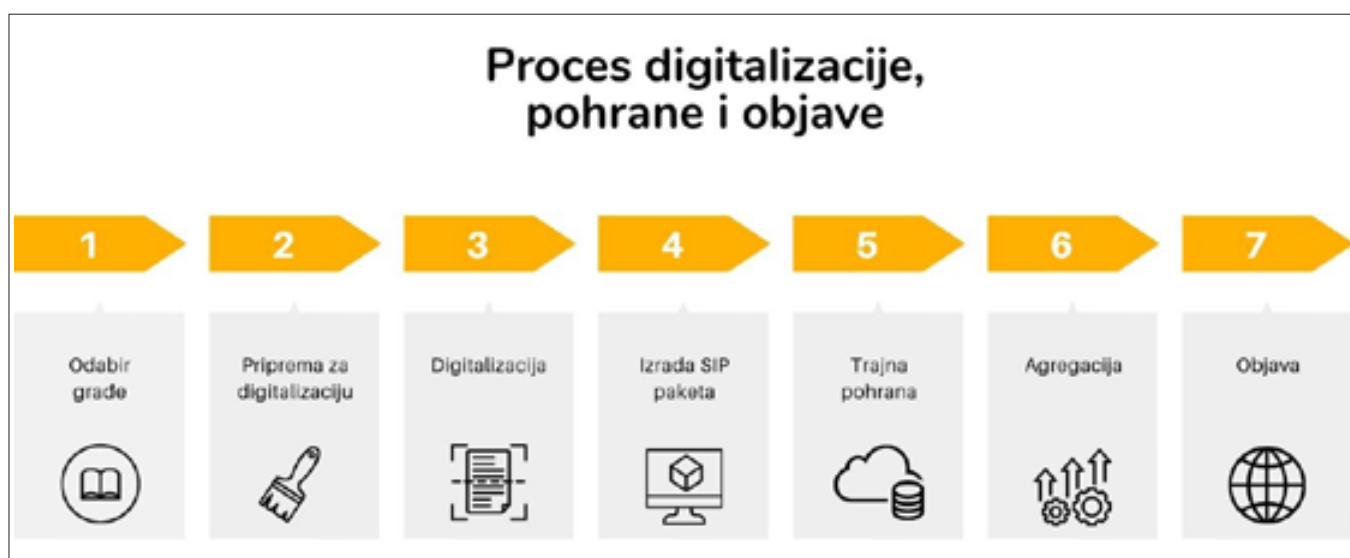 Proces digitalizacije,
pohrane i objave
1
2
3
4
5
6
7
Odabir
građe
Priprema za
digitalizaciju
Digitalizacija
Izrada SIP
paketa
Trajna
pohrana
Agregacija
Objava